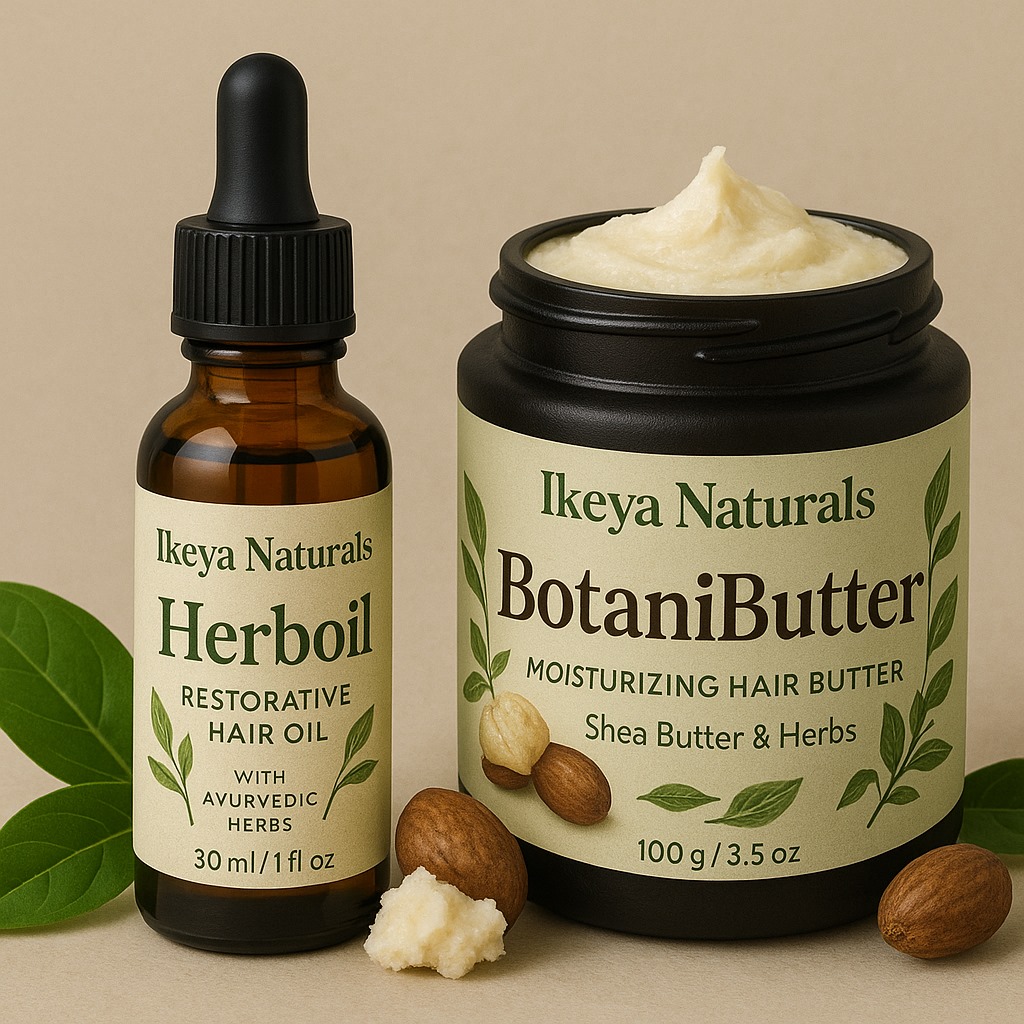 Ikeya Naturals
Herboil
RESTORATIVE
HAIR OIL
WITH
AYURVEDIC
HERBS
30 ml/1 fl oz
Ikeya Naturals
BotaniButter
MOISTURIZING HAIR BUTTER
Shea Butter & Herbs
100 g/3.5 oz